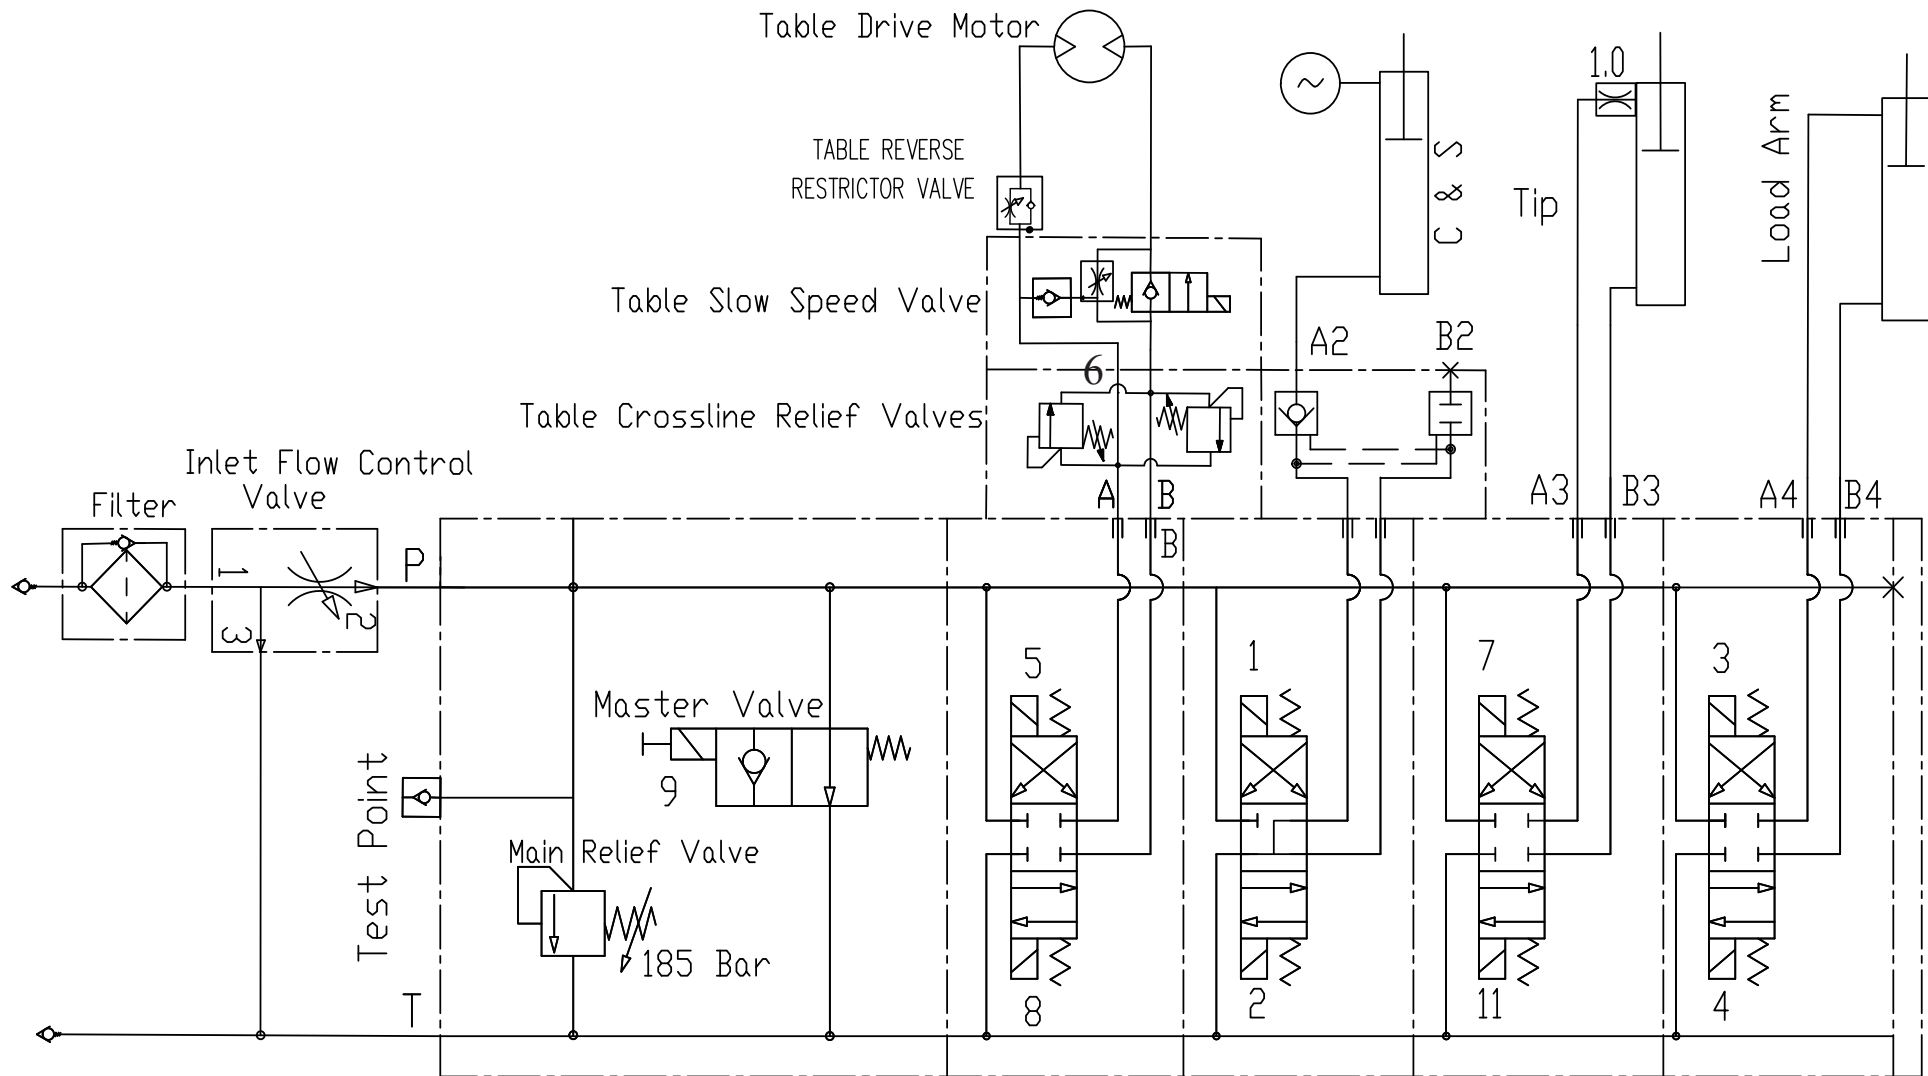 Table Drive Motor
1.0
TABLE REVERSE
RESTRICTOR VALVE
C & S
Tip
Load Arm
Table Slow Speed Valve
A2
B2
6
Table Crossline Relief Valves
Inlet Flow Control
Valve
Filter
A
B
A3
B3
A4
B4
B
P
1
2
3
5
1
7
3
Master Valve
9
Test Point
Main Relief Valve
185 Bar
T
8
2
11
4